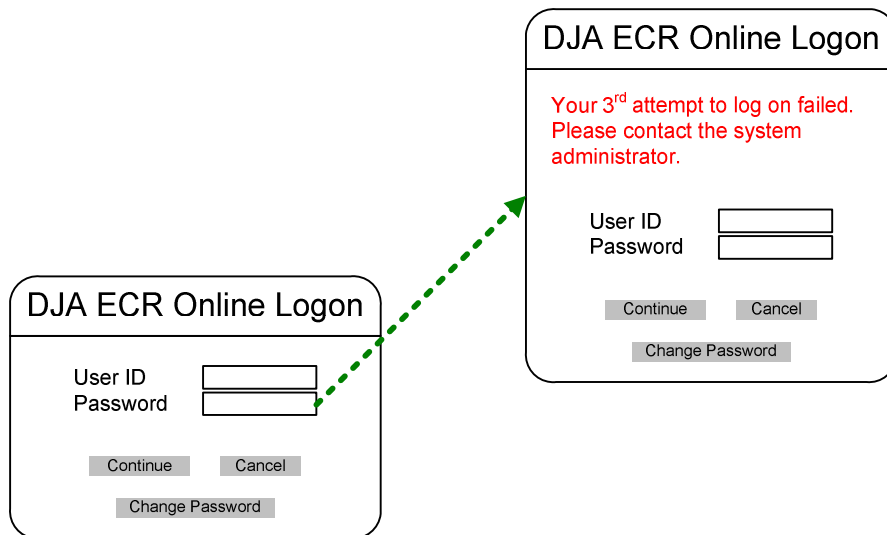 DJA ECR Online Logon
Your 3rd attempt to log on failed.
Please contact the system
administrator.
User ID
Password
Continue Cancel
Change Password
DJA ECR Online Logon
User ID
Password
Continue Cancel
Change Password